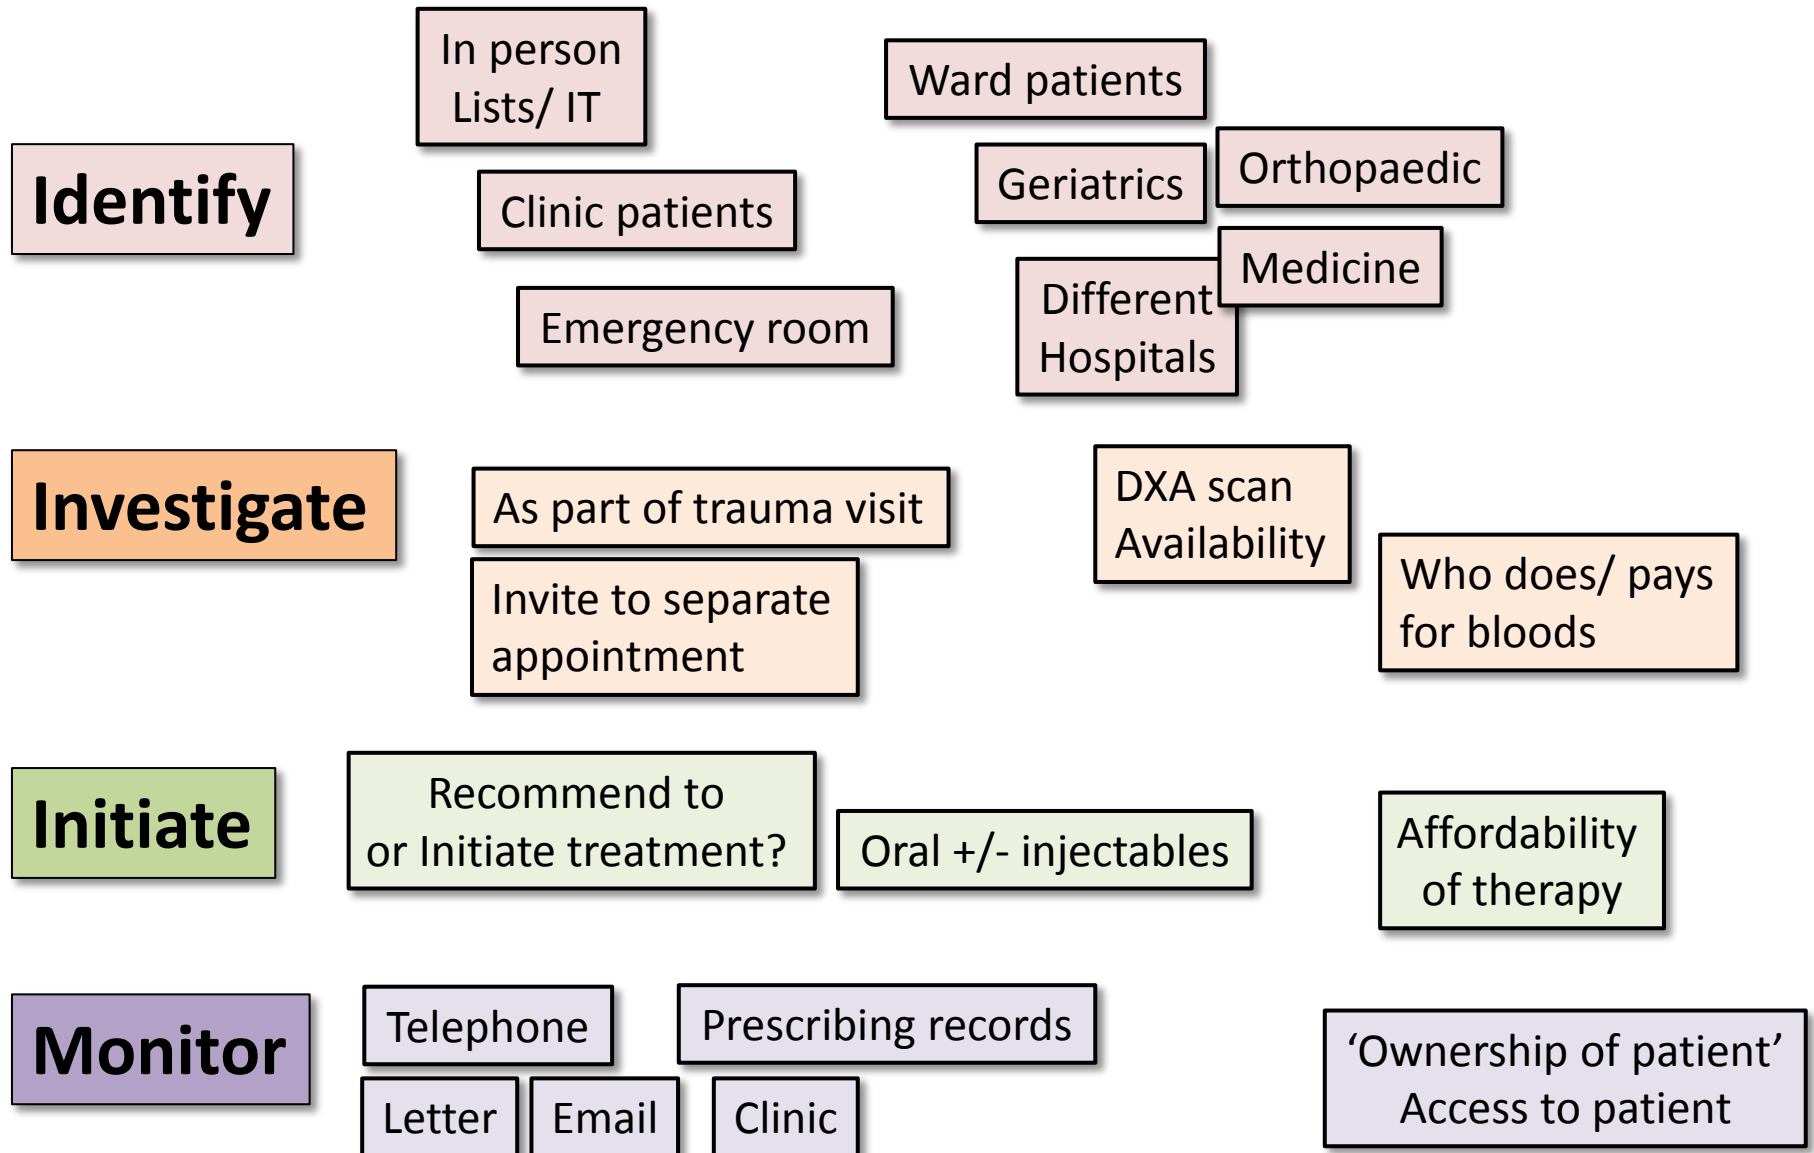 Identify
In person
Lists/ IT
Clinic patients
Emergency room
Ward patients
Geriatrics
Orthopaedic
Medicine
Different
Hospitals
Investigate
As part of trauma visit
Invite to separate
appointment
DXA scan
Availability
Who does/ pays
for bloods
Initiate
Recommend to
or Initiate treatment?
Oral +/- injectables
Affordability
of therapy
Monitor
Telephone
Prescribing records
Letter
Email
Clinic
‘Ownership of patient’
Access to patient